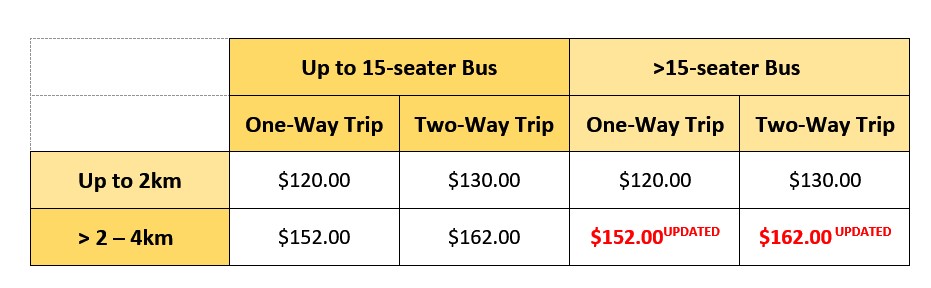 Up to 15-seater Bus >15-seater Bus
One-Way Trip Two-Way Trip One-Way Trip Two-Way Trip
Up to 2km $120.00 $130.00 $120.00 $130.00
> 2 – 4km $152.00 $162.00 $152.00UPDATED $162.00 UPDATED